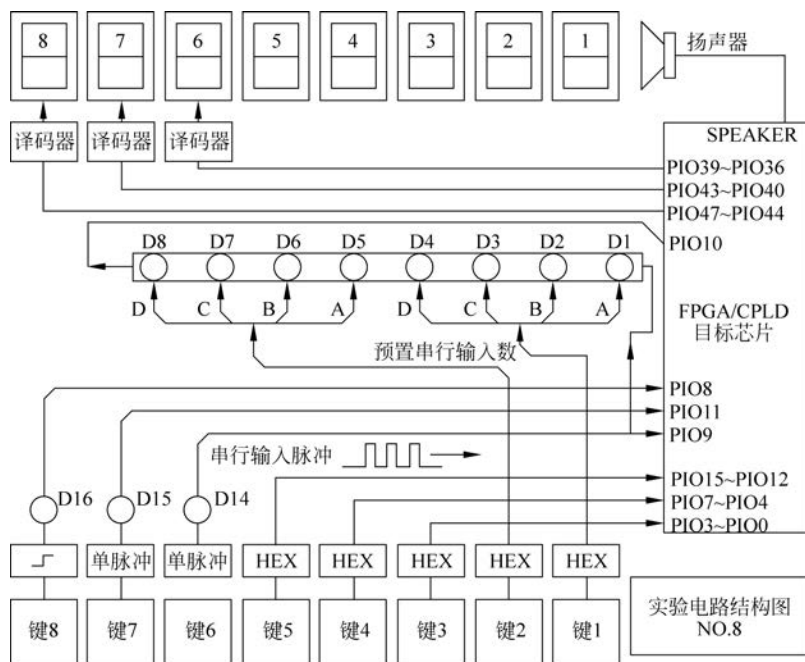 8 7 6 5 4 3 2 1
扬声器
译码器 译码器 译码器
SPEAKER
PIO39~PIO36
PIO43~PIO40
PIO47~PIO44
PIO10
D8 D7 D6 D5 D4 D3 D2 D1
D C B A D C B A
FPGA/CPLD
目标芯片
预置串行输入数
PIO8
PIO11
PIO9
串行输入脉冲
PIO15~PIO12
PIO7~PIO4
PIO3~PIO0
D16 D15 D14
单脉冲 单脉冲 HEX HEX HEX HEX HEX
键8 键7 键6 键5 键4 键3 键2 键1
实验电路结构图
NO.8